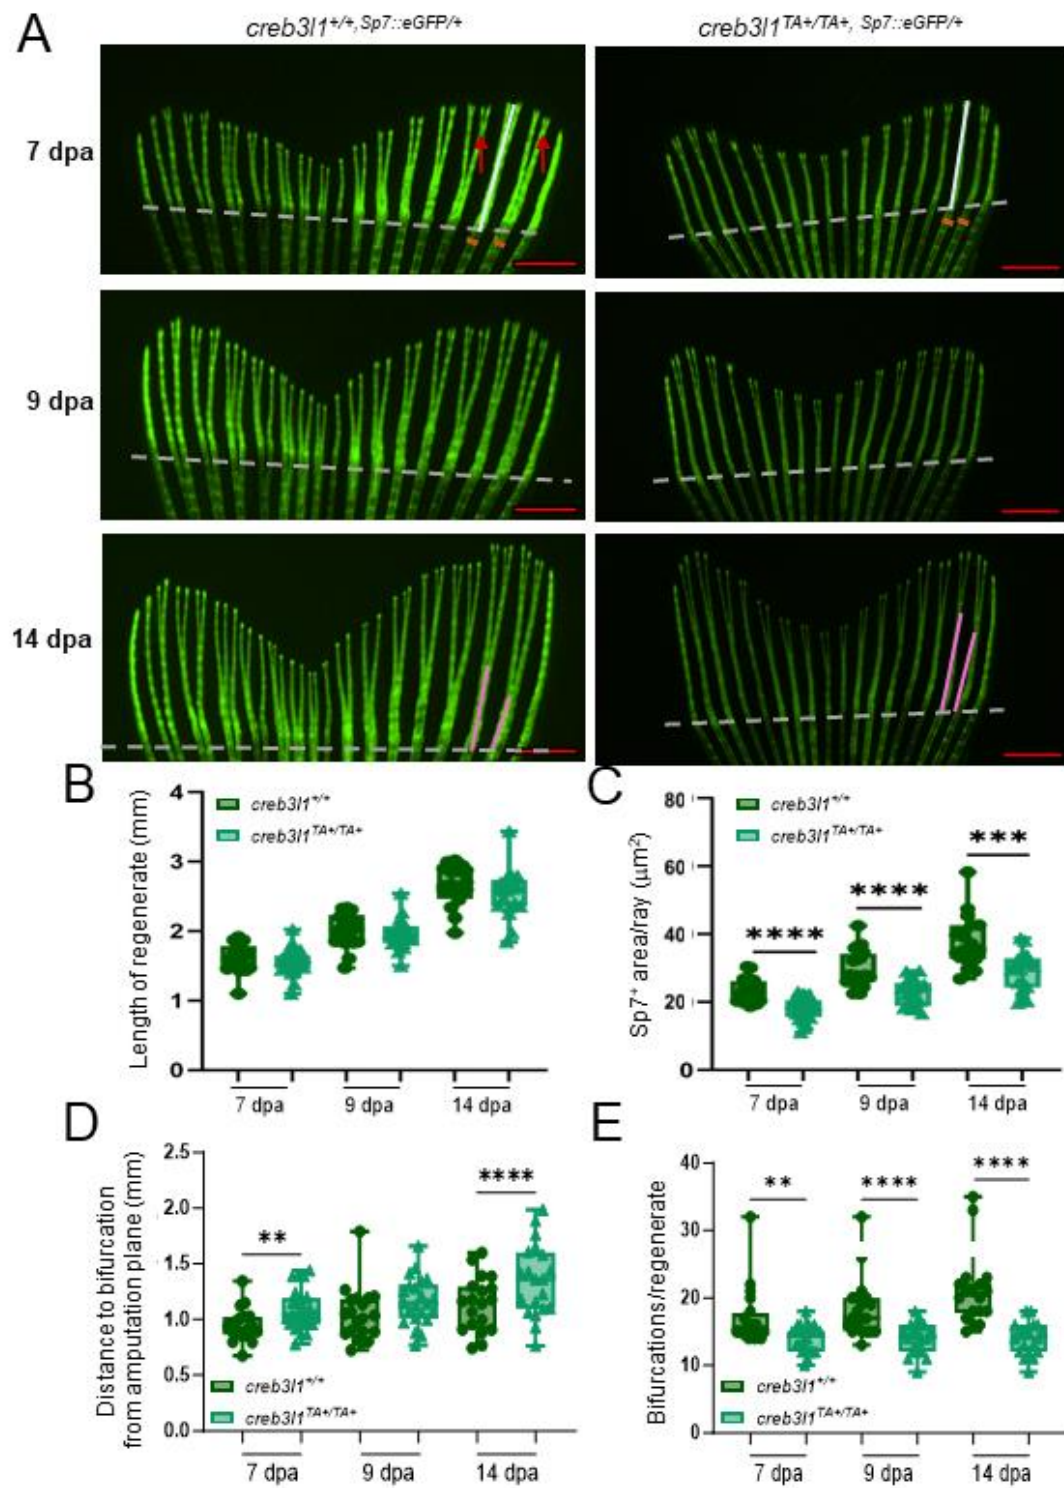 A
creb3l1+/+, Sp7::eGFP/+
creb3l1TA+/TA+, Sp7::eGFP/+
7 dpa
9 dpa
14 dpa
B
Length of regenerate (mm)
4
3
2
1
0
creb3l1+/+
creb3l1TA+/TA+
7 dpa
9 dpa
14 dpa
C
Sp7+ area/ray (μm2)
80
60
40
20
0
creb3l1+/+
creb3l1TA+/TA+
****
****
***
7 dpa
9 dpa
14 dpa
D
Distance to bifurcation
from amputation plane (mm)
2.5
2.0
1.5
1.0
0.5
0.0
**
****
creb3l1+/+
creb3l1TA+/TA+
7 dpa
9 dpa
14 dpa
E
Bifurcations/regenerate
40
30
20
10
0
**
****
****
creb3l1+/+
creb3l1TA+/TA+
7 dpa
9 dpa
14 dpa